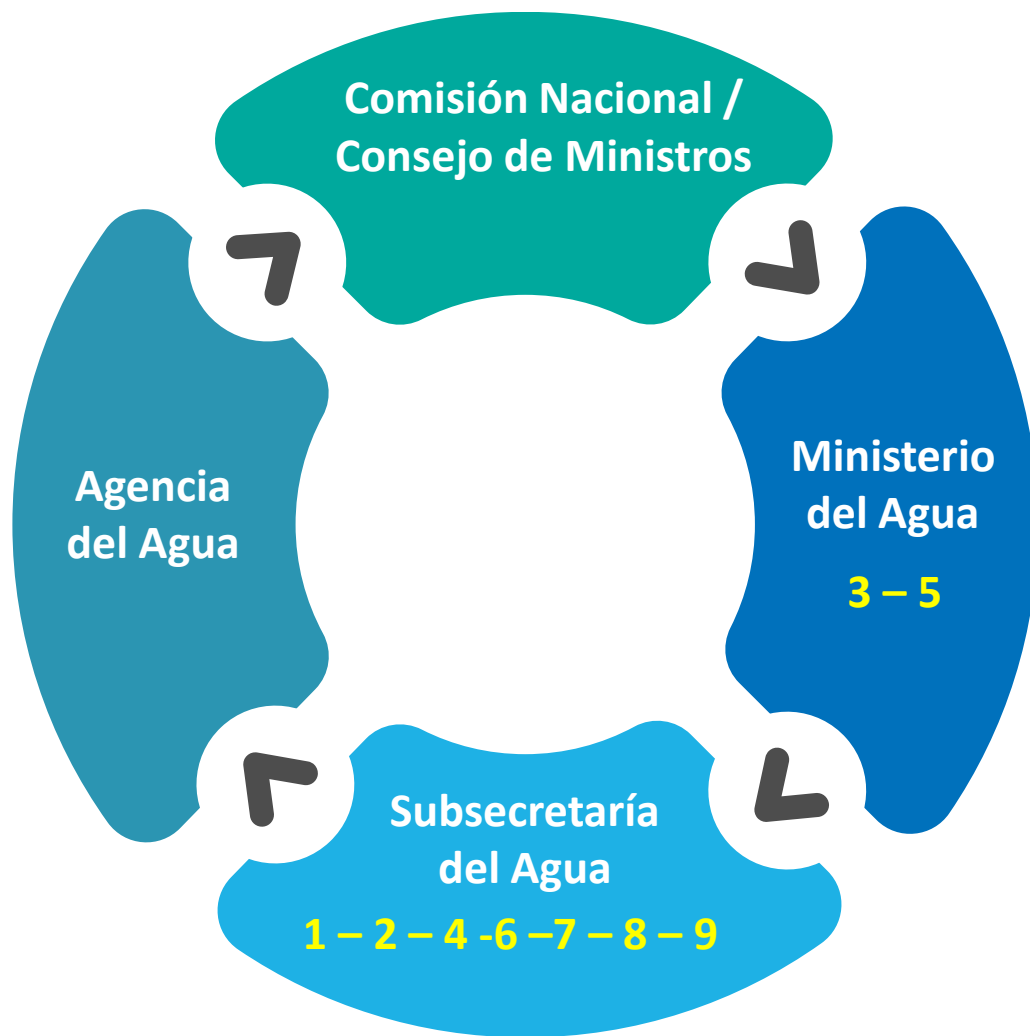 Comisión Nacional /
Consejo de Ministros
Agencia
del Agua
Ministerio
del Agua
3 – 5
Subsecretaría
del Agua
1 – 2 – 4 -6 –7 – 8 – 9